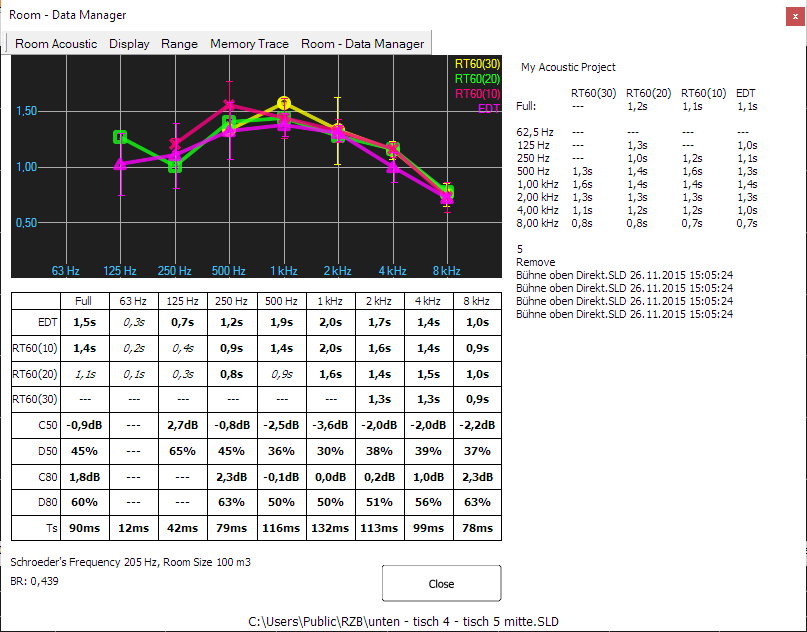 Room - Data Manager
x
Room Acoustic Display Range Memory Trace Room - Data Manager
RT60(30)
RT60(20)
RT60(10)
EDT
1,50
1,00
0,50
63 Hz 125 Hz 250 Hz 500 Hz 1 kHz 2 kHz 4 kHz 8 kHz
Full 63 Hz 125 Hz 250 Hz 500 Hz 1 kHz 2 kHz 4 kHz 8 kHz
EDT 1,5s 0,3s 0,7s 1,2s 1,9s 2,0s 1,7s 1,4s 1,0s
RT60(10) 1,4s 0,2s 0,4s 0,9s 1,4s 2,0s 1,6s 1,4s 0,9s
RT60(20) 1,1s 0,1s 0,3s 0,8s 0,9s 1,6s 1,4s 1,5s 1,0s
RT60(30) --- --- --- --- --- --- 1,3s 1,3s 0,9s
C50 -0,9dB --- 2,7dB -0,8dB -2,5dB -3,6dB -2,0dB -2,0dB -2,2dB
D50 45% --- 65% 45% 36% 30% 38% 39% 37%
C80 1,8dB --- --- 2,3dB -0,1dB 0,0dB 0,2dB 1,0dB 2,3dB
D80 60% --- --- 63% 50% 50% 51% 56% 63%
Ts 90ms 12ms 42ms 79ms 116ms 132ms 113ms 99ms 78ms
Schroeder's Frequency 205 Hz, Room Size 100 m3
BR: 0,439
My Acoustic Project
RT60(30) RT60(20) RT60(10) EDT
Full: --- 1,2s 1,1s 1,1s
62,5 Hz --- --- --- ---
125 Hz --- 1,3s --- 1,0s
250 Hz --- 1,0s 1,2s 1,1s
500 Hz 1,3s 1,4s 1,6s 1,3s
1,00 kHz 1,6s 1,4s 1,4s 1,4s
2,00 kHz 1,3s 1,3s 1,3s 1,3s
4,00 kHz 1,1s 1,2s 1,2s 1,0s
8,00 kHz 0,8s 0,8s 0,7s 0,7s
5
Remove
Bühne oben Direkt.SLD 26.11.2015 15:05:24
Bühne oben Direkt.SLD 26.11.2015 15:05:24
Bühne oben Direkt.SLD 26.11.2015 15:05:24
Bühne oben Direkt.SLD 26.11.2015 15:05:24
Close
C:\Users\Public\RZB\unten - tisch 4 - tisch 5 mitte.SLD